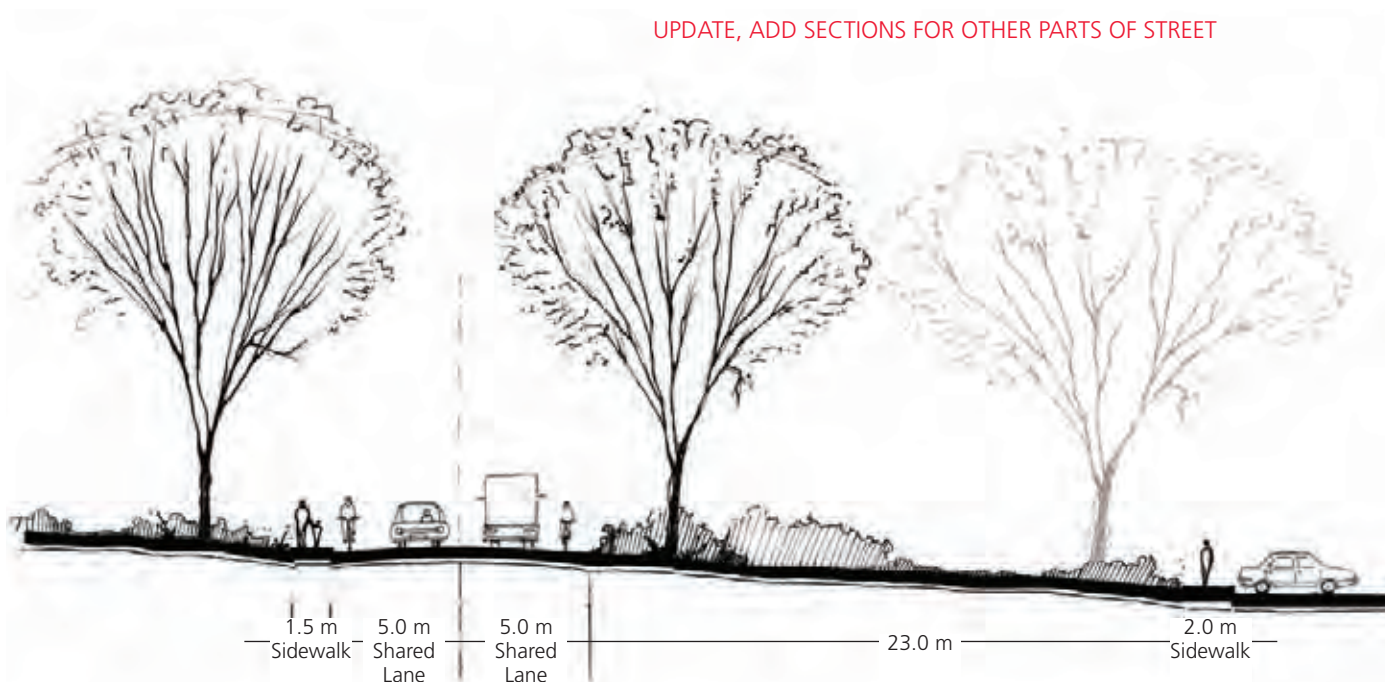 UPDATE, ADD SECTIONS FOR OTHER PARTS OF STREET
1.5 m
Sidewalk
5.0 m
Shared
Lane
5.0 m
Shared
Lane
23.0 m
2.0 m
Sidewalk